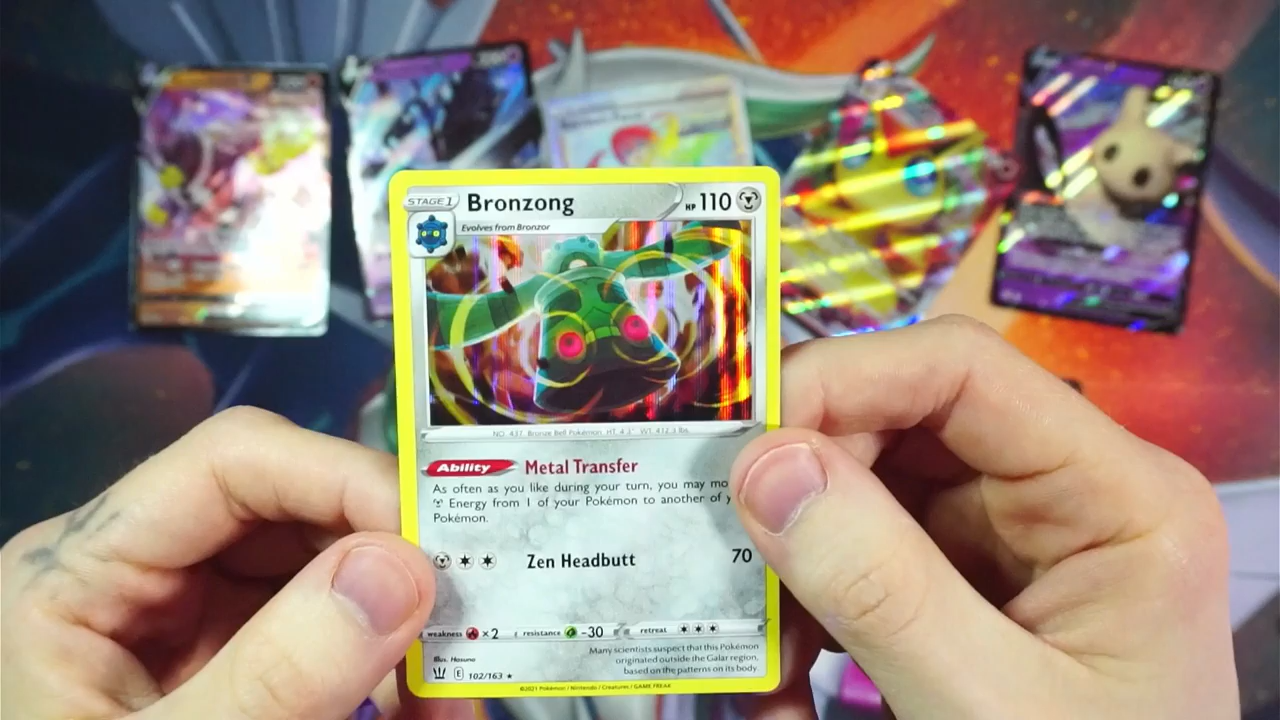 STAGE 1 Bronzong HP 110
Evolves from Bronzor
NO. 437 Bronze Bell Pokémon HT. 4'3" WT. 412.3 lbs.
Ability Metal Transfer
As often as you like during your turn, you may mo
Energy from 1 of your Pokémon to another of y
Pokémon.
Zen Headbutt 70
weakness ×2 resistance -30 retreat
Many scientists suspect that this Pokémon
originated outside the Galar region,
based on the patterns on its body.
Illus. Hasuno
E 102/163 ★
©2021 Pokémon / Nintendo / Creatures / GAME FREAK